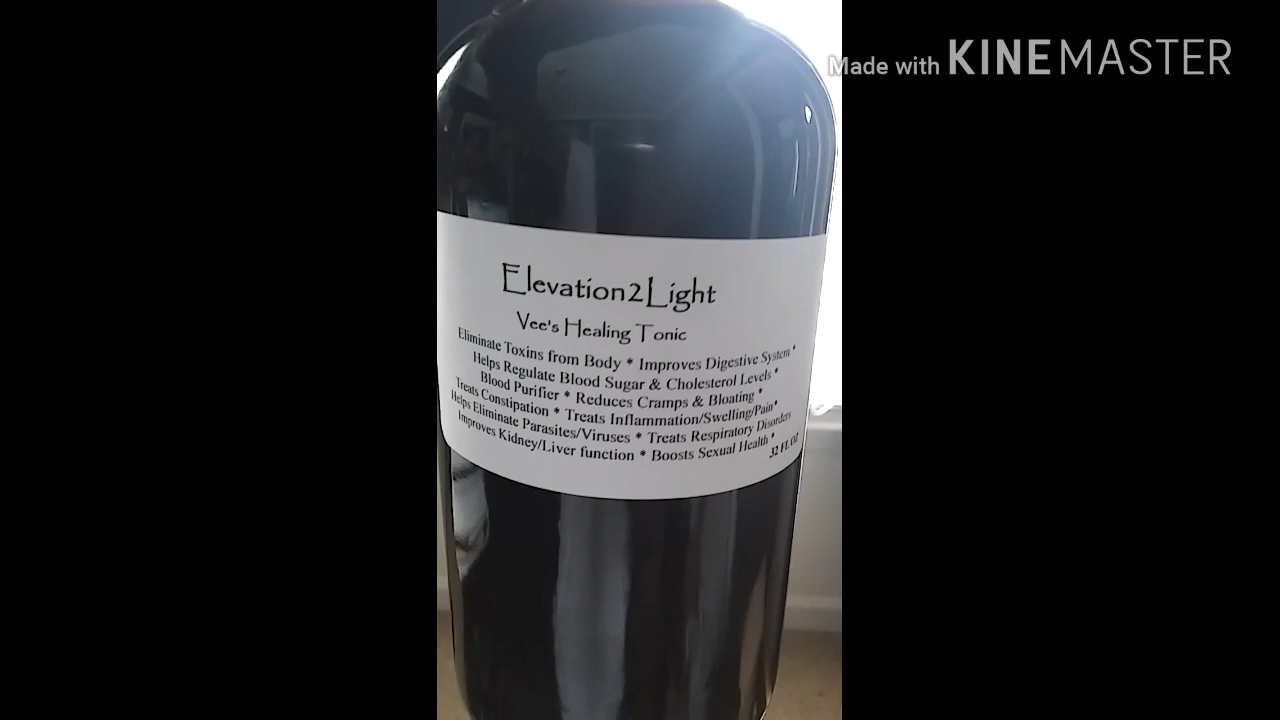 Made with KINEMASTER
Elevation2Light
Vee's Healing Tonic
Eliminate Toxins from Body * Improves Digestive System *
Helps Regulate Blood Sugar & Cholesterol Levels *
Blood Purifier * Reduces Cramps & Bloating *
Treats Constipation * Treats Inflammation/Swelling/Pain*
Helps Eliminate Parasites/Viruses * Treats Respiratory Disorders
Improves Kidney/Liver function * Boosts Sexual Health *
32 FL OZ